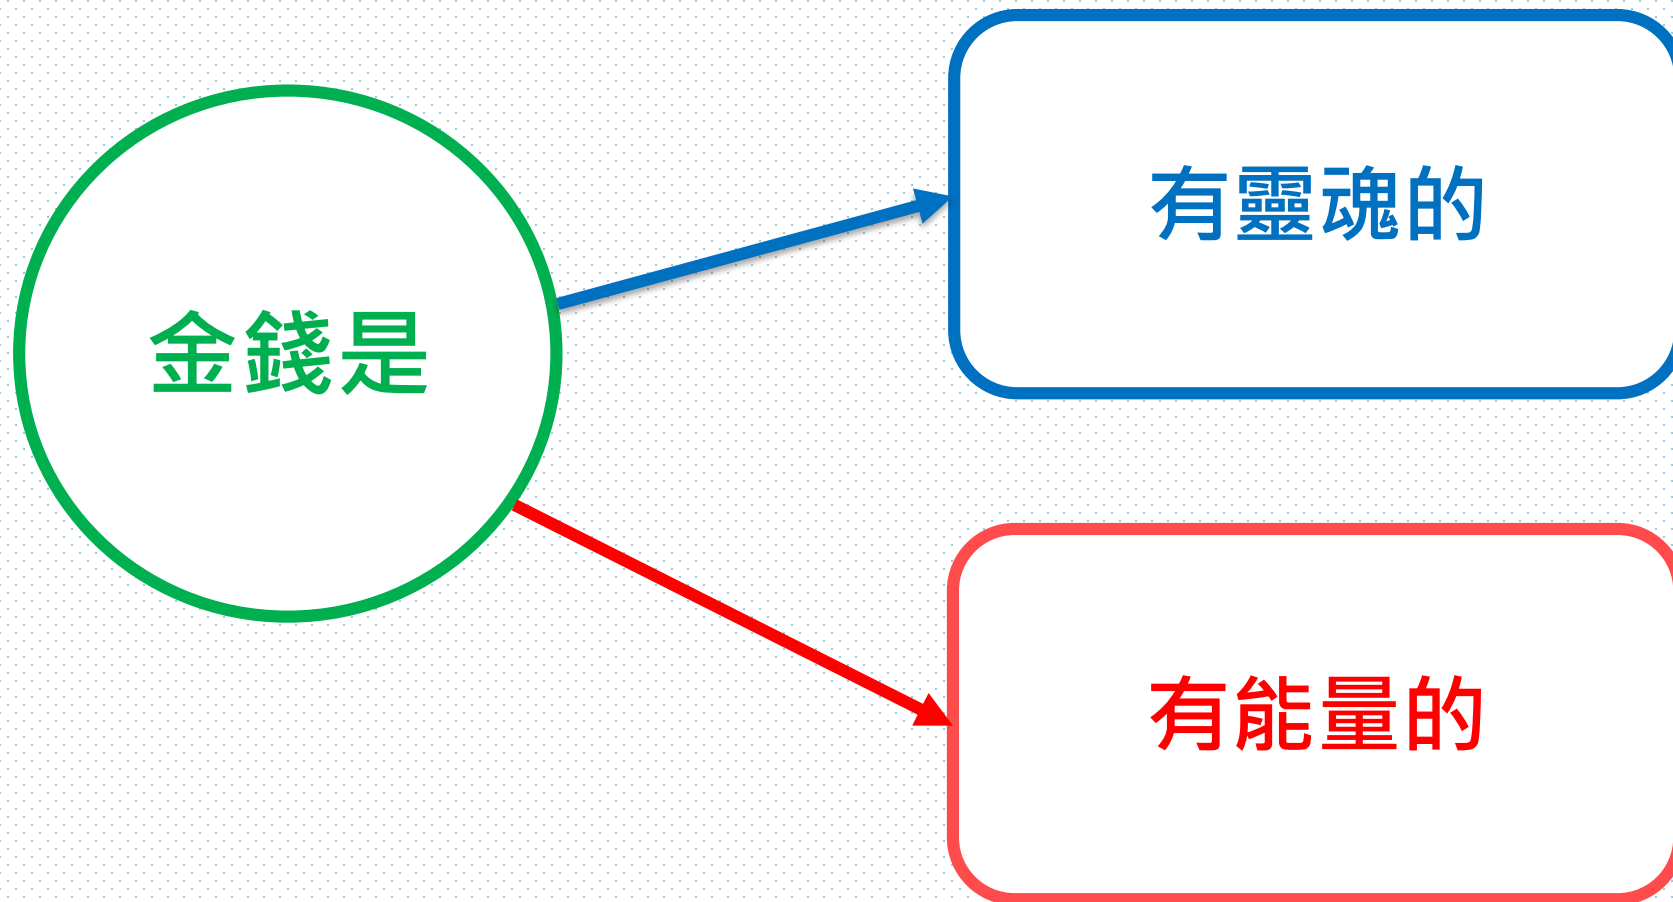 金錢是
有靈魂的
有能量的